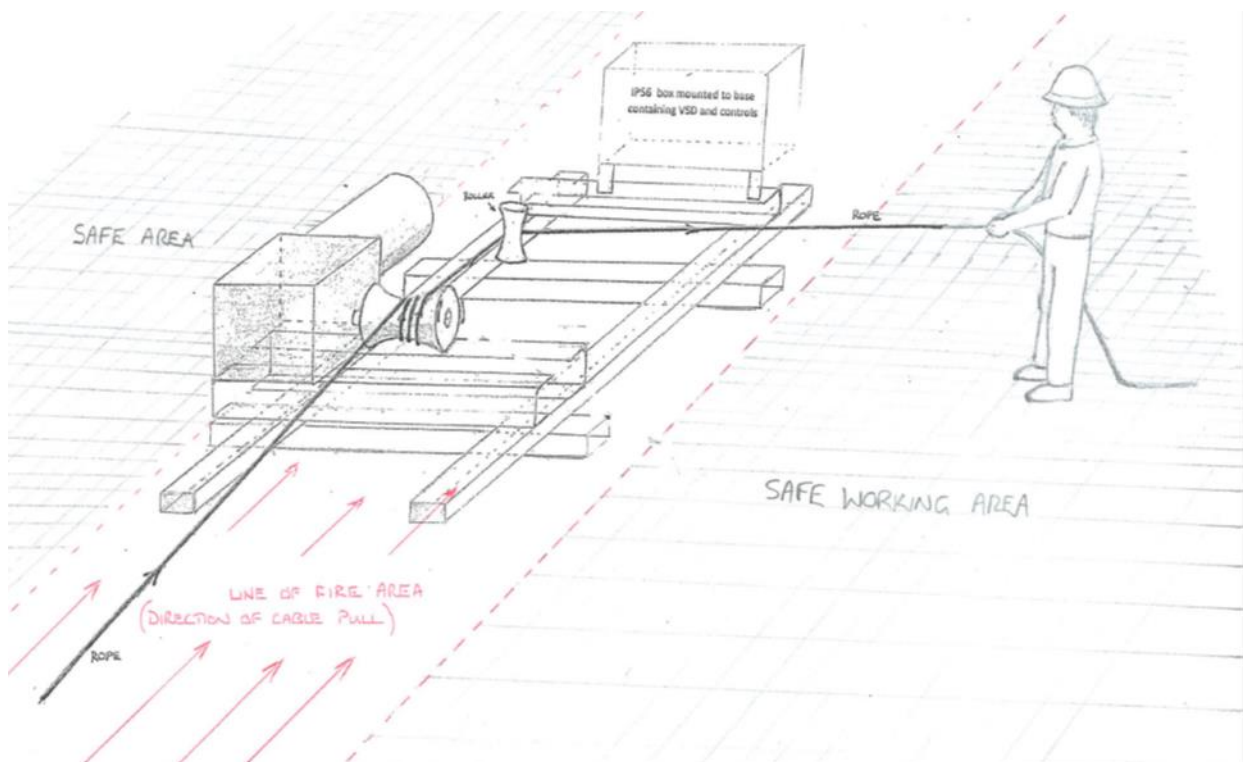 IP56 box mounted to base
containing VSD and controls
ROLLER
ROPE
SAFE AREA
SAFE WORKING AREA
LINE OF FIRE AREA
(DIRECTION OF CABLE PULL)
ROPE